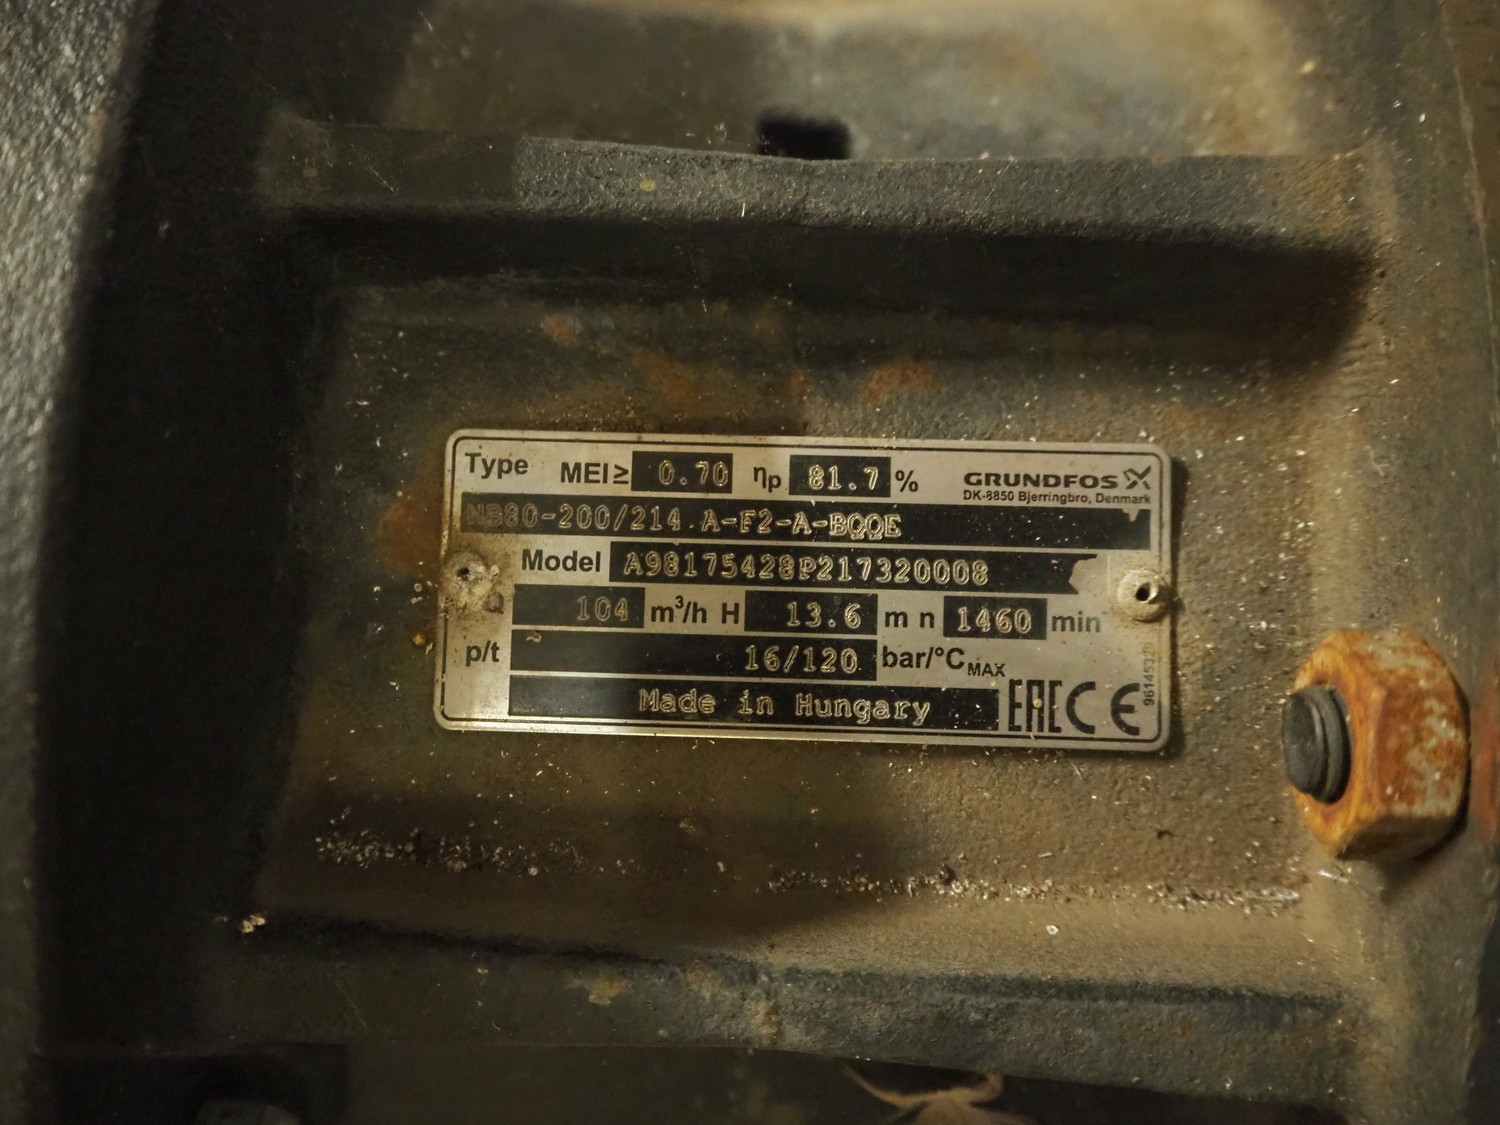 Type MEI≥ 0.70 ηp 81.7 % GRUNDFOS
DK-8850 Bjerringbro, Denmark
NB80-200/214 A-F2-A-BQQE
Model A98175428P217320008
Q 104 m³/h H 13.6 m n 1460 min
p/t 16/120 bar/°CMAX
Made in Hungary EAC CE